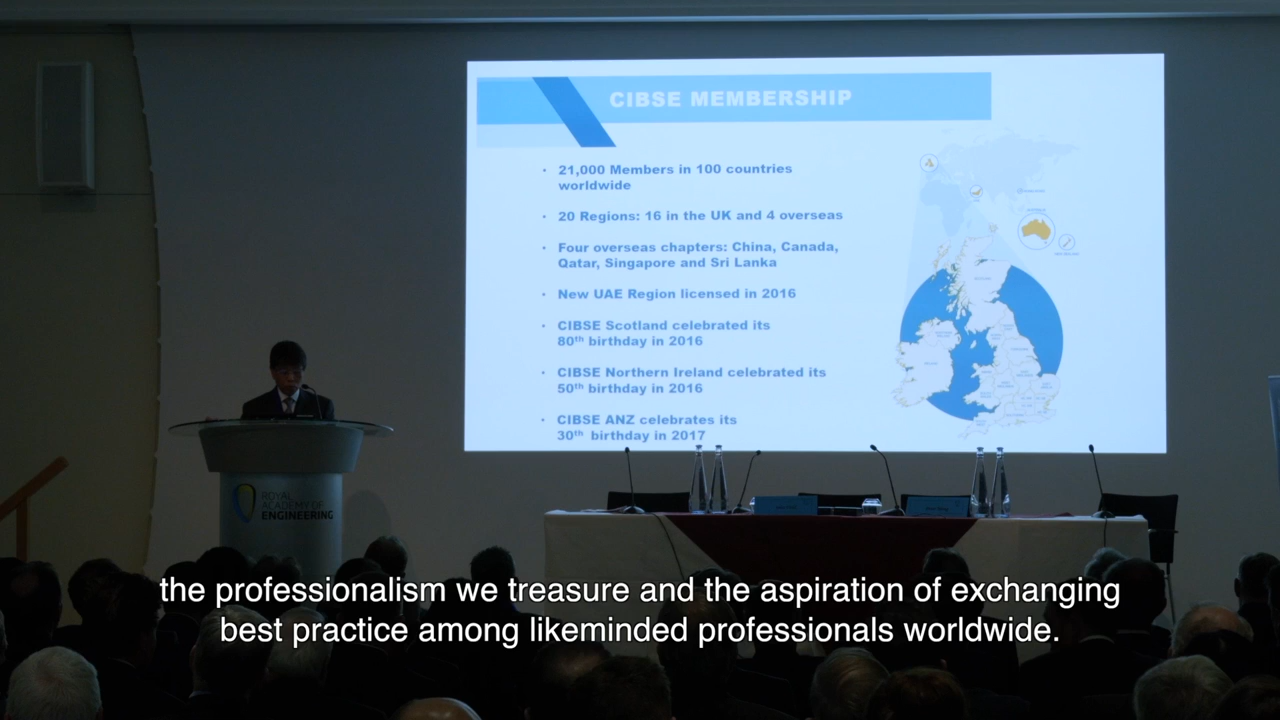 CIBSE MEMBERSHIP
• 21,000 Members in 100 countries
worldwide
• 20 Regions: 16 in the UK and 4 overseas
• Four overseas chapters: China, Canada,
Qatar, Singapore and Sri Lanka
• New UAE Region licensed in 2016
• CIBSE Scotland celebrated its
80th birthday in 2016
• CIBSE Northern Ireland celebrated its
50th birthday in 2016
• CIBSE ANZ celebrates its
30th birthday in 2017
ROYAL
ACADEMY OF
ENGINEERING
the professionalism we treasure and the aspiration of exchanging
best practice among likeminded professionals worldwide.